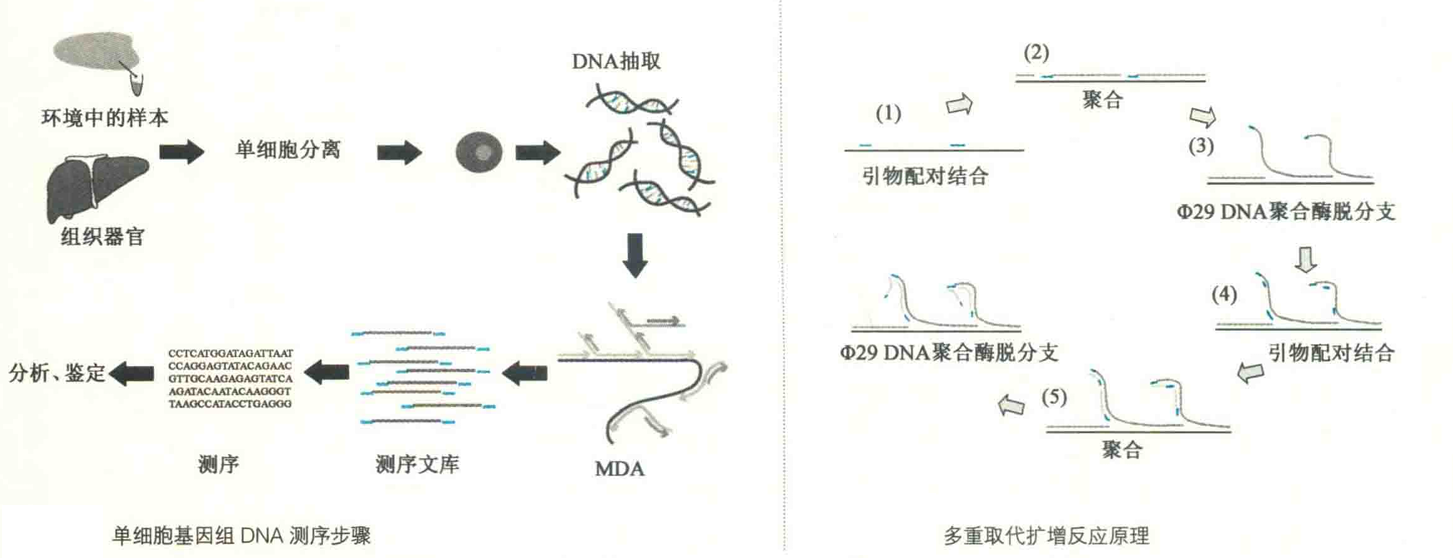 环境中的样本
组织器官
单细胞分离
DNA抽取
MDA
测序文库
CCTCATGGATAGATTAAT
CCAGGAGTATACAGAAC
GTTGCAAGAGAGTATCA
AGATACAATACAAGGGT
TAAGCCATACCTGAGGG
测序
分析、鉴定
单细胞基因组 DNA 测序步骤
(1)
引物配对结合
(2)
聚合
(3)
Φ29 DNA聚合酶脱分支
(4)
引物配对结合
(5)
聚合
Φ29 DNA聚合酶脱分支
多重取代扩增反应原理